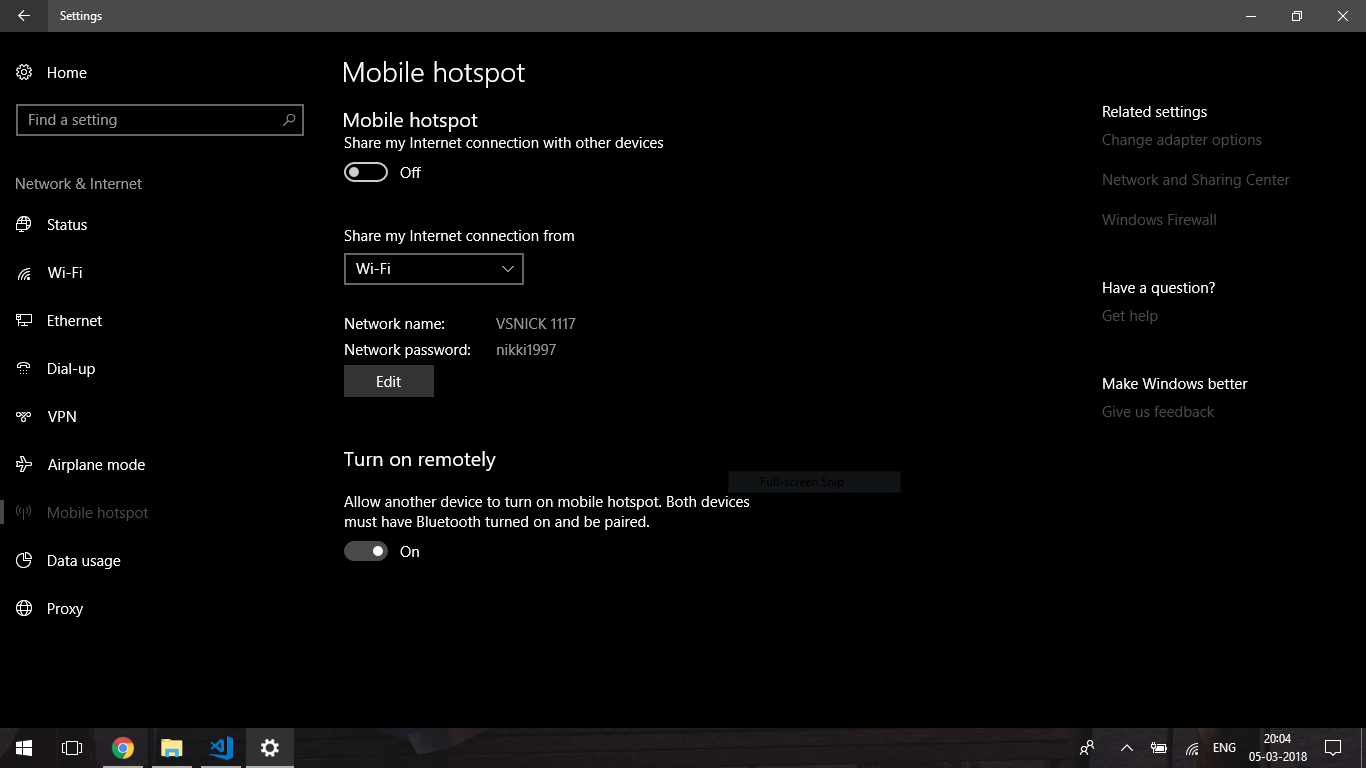 Settings
Home
Find a setting
Network & Internet
Status
Wi-Fi
Ethernet
Dial-up
VPN
Airplane mode
Mobile hotspot
Data usage
Proxy
Mobile hotspot
Mobile hotspot
Share my Internet connection with other devices
Off
Share my Internet connection from
Wi-Fi
Network name: VSNICK 1117
Network password: nikki1997
Edit
Turn on remotely
Full-screen Snip
Allow another device to turn on mobile hotspot. Both devices
must have Bluetooth turned on and be paired.
On
Related settings
Change adapter options
Network and Sharing Center
Windows Firewall
Have a question?
Get help
Make Windows better
Give us feedback
ENG
20:04
05-03-2018